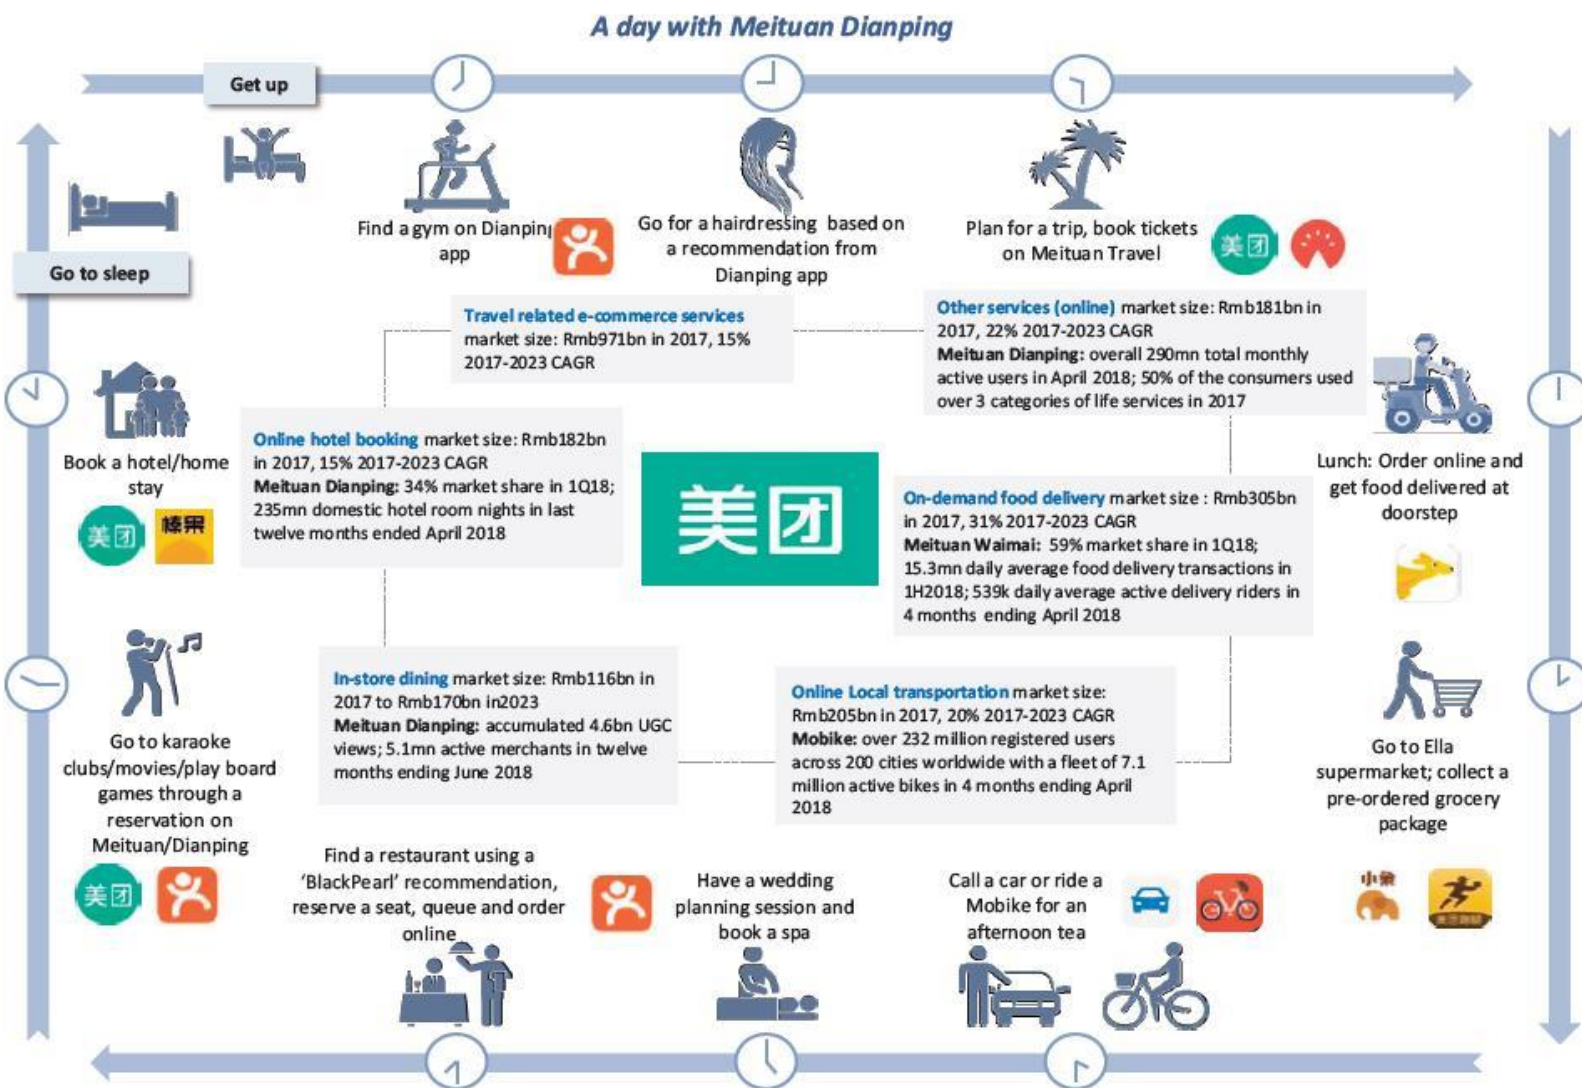 A day with Meituan Dianping
Get up
Go to sleep
Find a gym on Dianping
app
Go for a hairdressing based on
a recommendation from
Dianping app
Plan for a trip, book tickets
on Meituan Travel
美团
Travel related e-commerce services
market size: Rmb971bn in 2017, 15%
2017-2023 CAGR
Other services (online) market size: Rmb181bn in
2017, 22% 2017-2023 CAGR
Meituan Dianping: overall 290mn total monthly
active users in April 2018; 50% of the consumers used
over 3 categories of life services in 2017
Book a hotel/home
stay
美团
榛果
Online hotel booking market size: Rmb182bn
in 2017, 15% 2017-2023 CAGR
Meituan Dianping: 34% market share in 1Q18;
235mn domestic hotel room nights in last
twelve months ended April 2018
美团
On-demand food delivery market size : Rmb305bn
in 2017, 31% 2017-2023 CAGR
Meituan Waimai: 59% market share in 1Q18;
15.3mn daily average food delivery transactions in
1H2018; 539k daily average active delivery riders in
4 months ending April 2018
Lunch: Order online and
get food delivered at
doorstep
Go to karaoke
clubs/movies/play board
games through a
reservation on
Meituan/Dianping
美团
In-store dining market size: Rmb116bn in
2017 to Rmb170bn in2023
Meituan Dianping: accumulated 4.6bn UGC
views; 5.1mn active merchants in twelve
months ending June 2018
Online Local transportation market size:
Rmb205bn in 2017, 20% 2017-2023 CAGR
Mobike: over 232 million registered users
across 200 cities worldwide with a fleet of 7.1
million active bikes in 4 months ending April
2018
Go to Ella
supermarket; collect a
pre-ordered grocery
package
小象
Find a restaurant using a
‘BlackPearl’ recommendation,
reserve a seat, queue and order
online
Have a wedding
planning session and
book a spa
Call a car or ride a
Mobike for an
afternoon tea